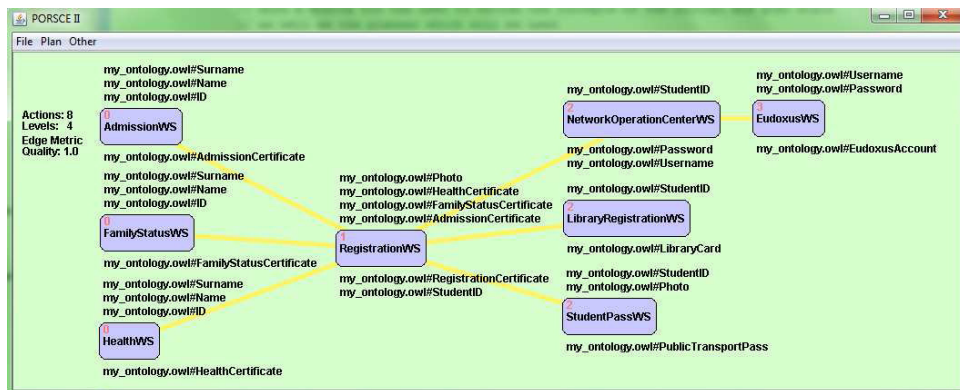 PORSCE II
File Plan Other
Actions: 8
Levels: 4
Edge Metric
Quality: 1.0
my_ontology.owl#Surname
my_ontology.owl#Name
my_ontology.owl#ID
0
AdmissionWS
my_ontology.owl#AdmissionCertificate
my_ontology.owl#Surname
my_ontology.owl#Name
my_ontology.owl#ID
0
FamilyStatusWS
my_ontology.owl#FamilyStatusCertificate
my_ontology.owl#Surname
my_ontology.owl#Name
my_ontology.owl#ID
0
HealthWS
my_ontology.owl#HealthCertificate
my_ontology.owl#Photo
my_ontology.owl#HealthCertificate
my_ontology.owl#FamilyStatusCertificate
my_ontology.owl#AdmissionCertificate
1
RegistrationWS
my_ontology.owl#RegistrationCertificate
my_ontology.owl#StudentID
my_ontology.owl#StudentID
2
NetworkOperationCenterWS
my_ontology.owl#Password
my_ontology.owl#Username
my_ontology.owl#StudentID
2
LibraryRegistrationWS
my_ontology.owl#LibraryCard
my_ontology.owl#StudentID
my_ontology.owl#Photo
2
StudentPassWS
my_ontology.owl#PublicTransportPass
my_ontology.owl#Username
my_ontology.owl#Password
3
EudoxusWS
my_ontology.owl#EudoxusAccount